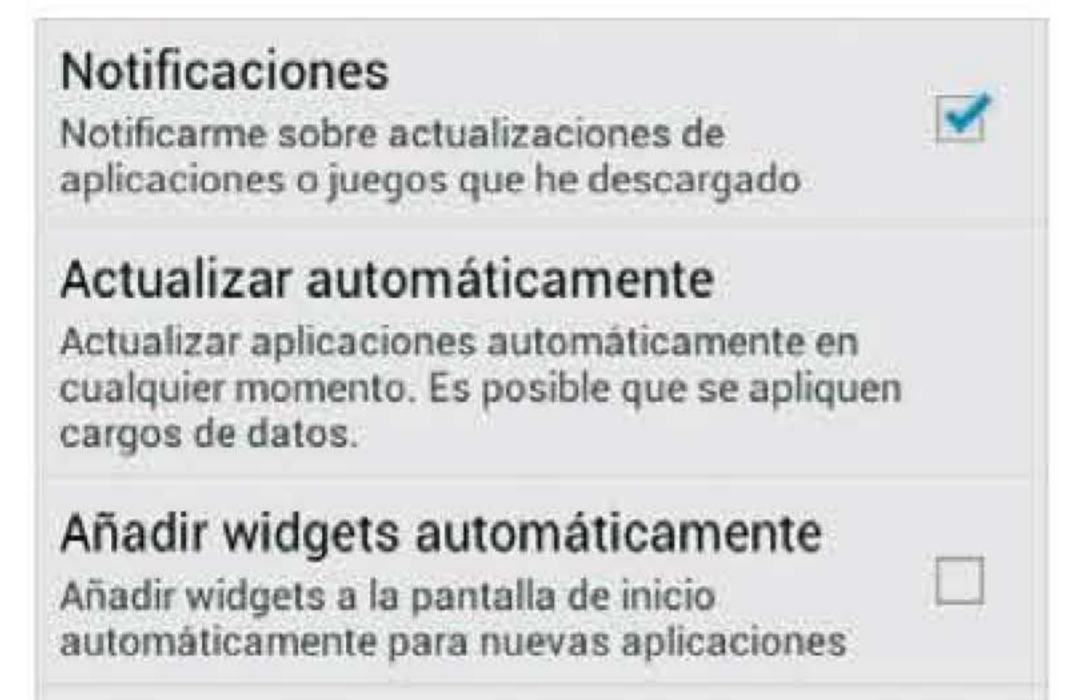 Notificaciones
Notificarme sobre actualizaciones de
aplicaciones o juegos que he descargado
Actualizar automáticamente
Actualizar aplicaciones automáticamente en
cualquier momento. Es posible que se apliquen
cargos de datos.
Añadir widgets automáticamente
Añadir widgets a la pantalla de inicio
automáticamente para nuevas aplicaciones